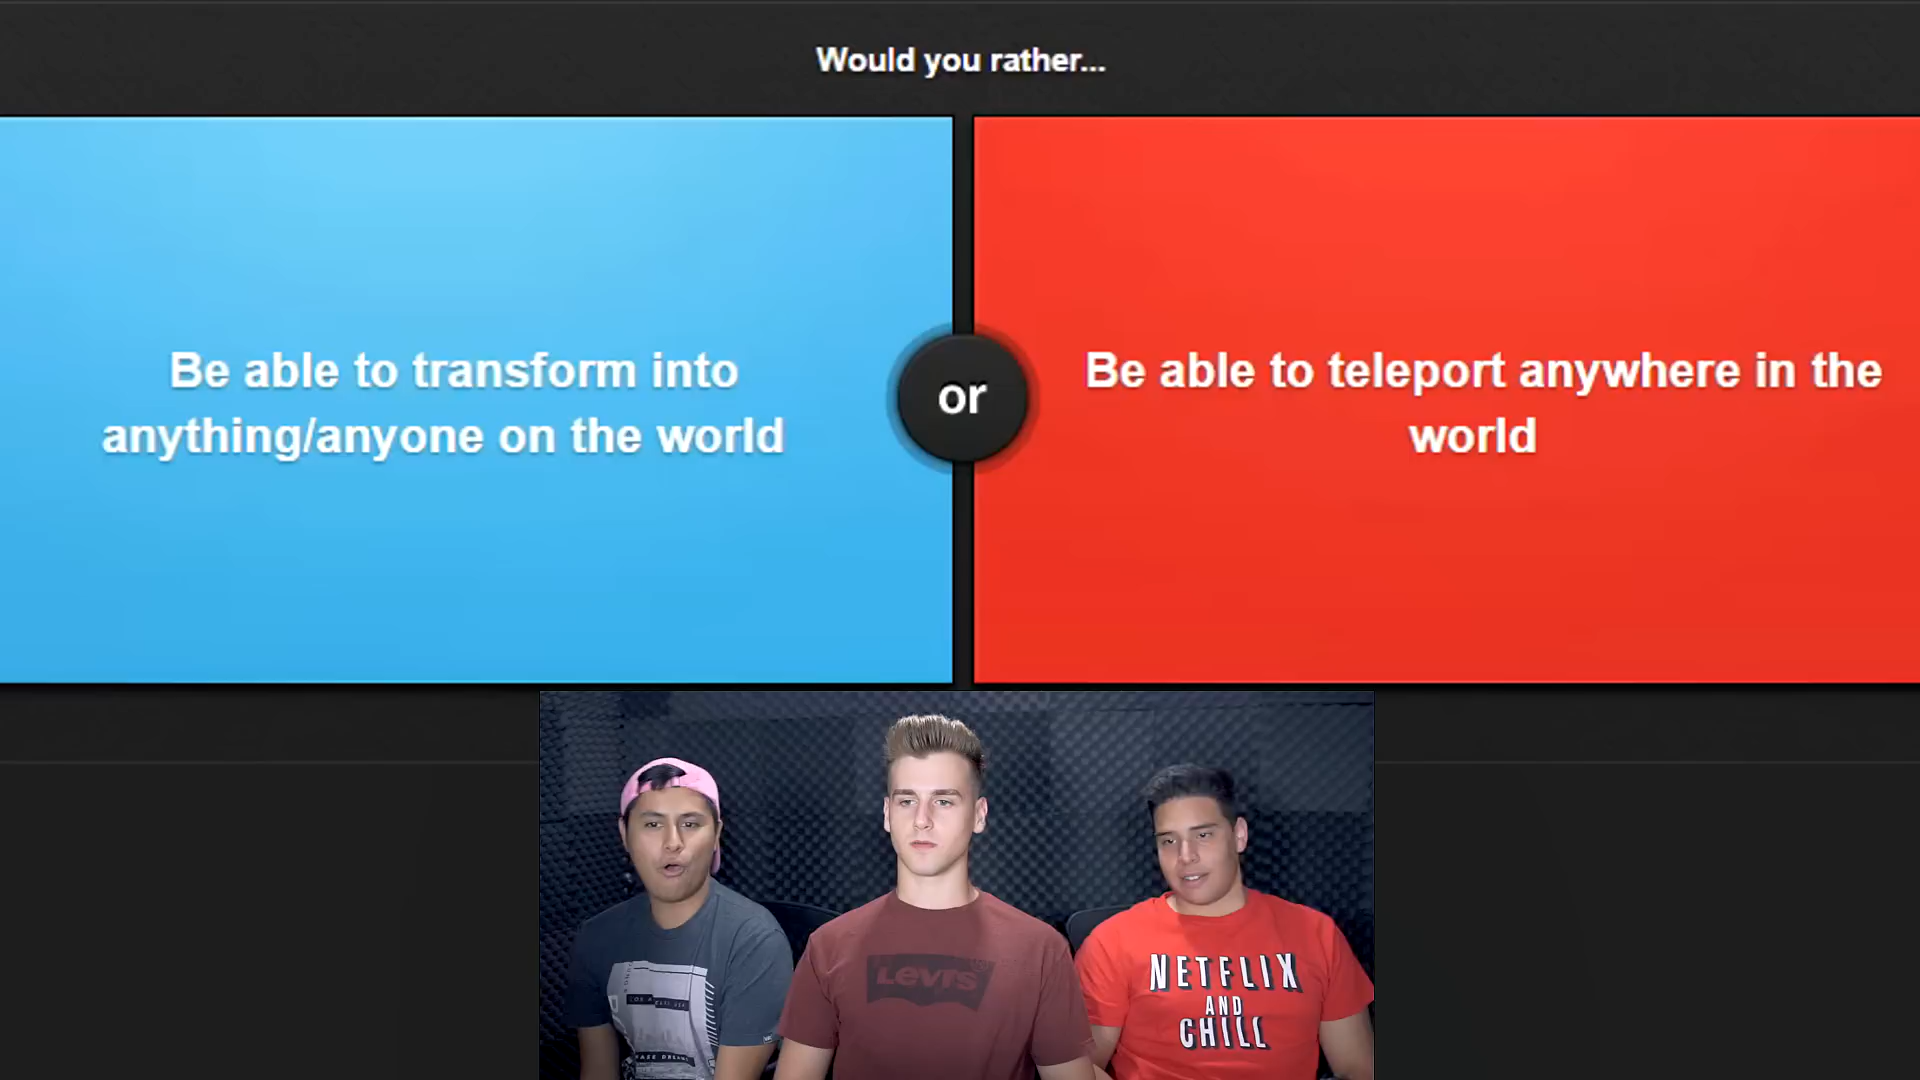 Would you rather...
Be able to transform into
anything/anyone on the world
or
Be able to teleport anywhere in the
world
Levi's
NETFLIX
AND
CHILL